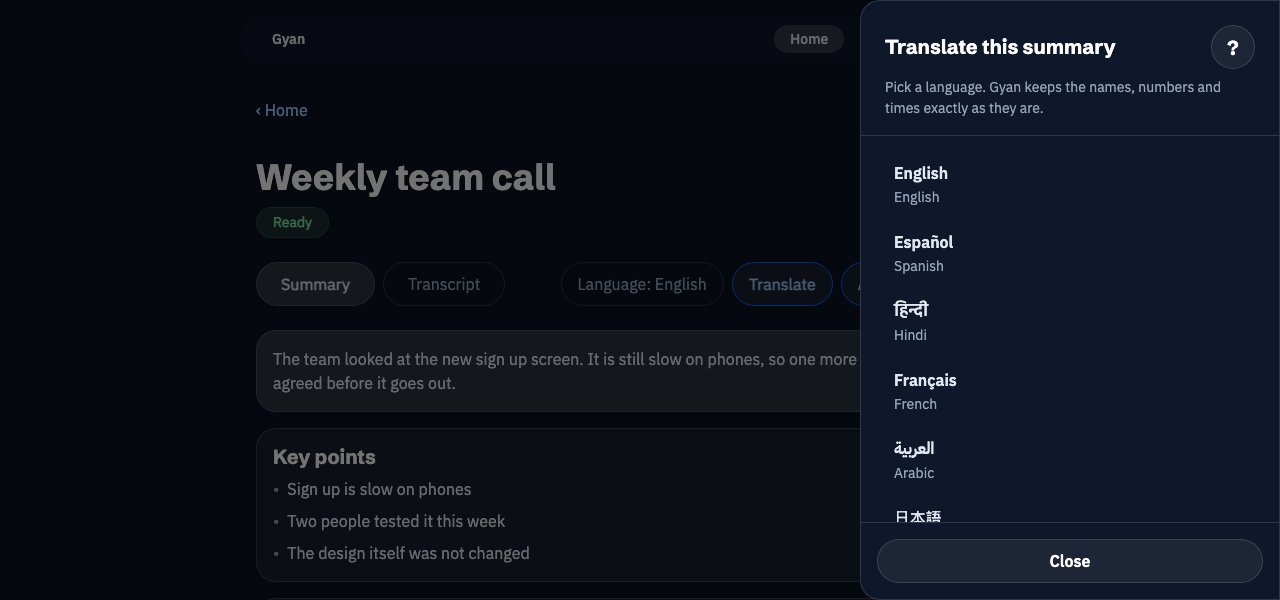 Gyan
Home
‹ Home
Weekly team call
Ready
Summary
Transcript
Language: English
Translate
The team looked at the new sign up screen. It is still slow on phones, so one more
agreed before it goes out.
Key points
• Sign up is slow on phones
• Two people tested it this week
• The design itself was not changed
Translate this summary
?
Pick a language. Gyan keeps the names, numbers and
times exactly as they are.
English
English
Español
Spanish
हिन्दी
Hindi
Français
French
العربية
Arabic
日本語
Close